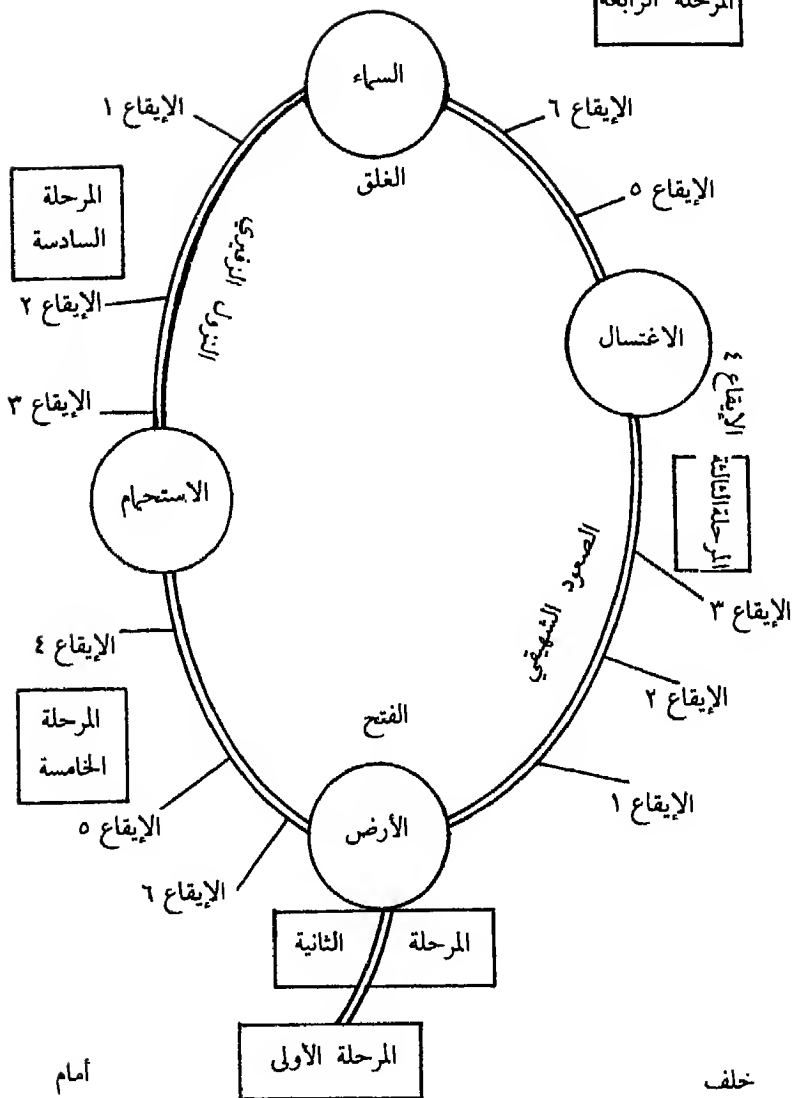 المرحلة الرابعة
السماء
الإيقاع ١
الإيقاع ٦
الغلق
الإيقاع ٥
المرحلة
السادسة
النزول الزفيري
الإيقاع ٢
الاغتسال
الإيقاع ٤
الإيقاع ٣
المرحلة الثالثة
الاستحمام
الصعود الشهيقي
الإيقاع ٣
الإيقاع ٤
الإيقاع ٢
المرحلة
الخامسة
الفتح
الإيقاع ١
الإيقاع ٥
الأرض
الإيقاع ٦
المرحلة الثانية
المرحلة الأولى
خلف
أمام